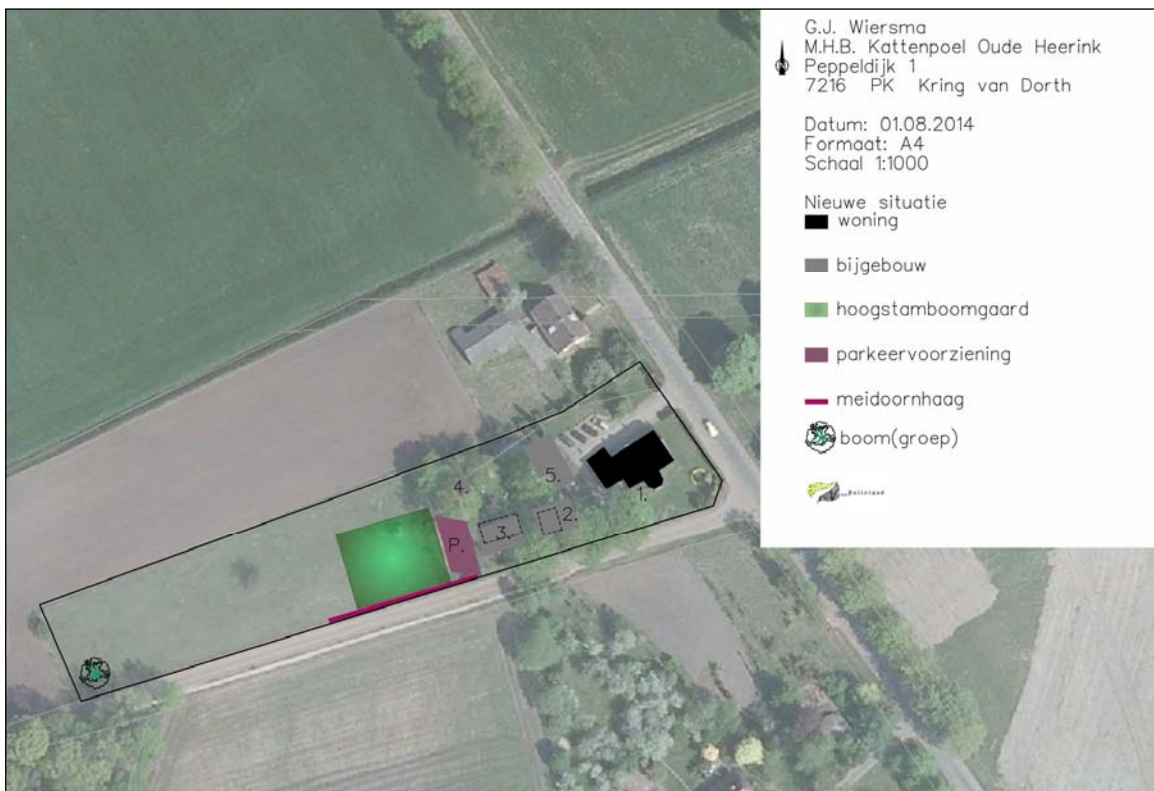 G.J. Wiersma
M.H.B. Kattenpoel Oude Heerink
Peppeldijk 1
7216 PK Kring van Dorth
N
Datum: 01.08.2014
Formaat: A4
Schaal 1:1000
Nieuwe situatie
woning
bijgebouw
hoogstamboomgaard
parkeervoorziening
meidoornhaag
boom(groep)
5.
4.
1.
2.
3.
P.